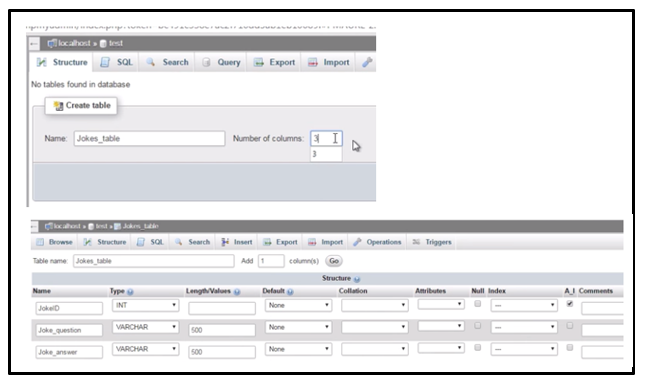 localhost » test
Structure SQL Search Query Export Import
No tables found in database
Create table
Name: Jokes_table Number of columns: 3
3
localhost » test » Jokes_table
Browse Structure SQL Search Insert Export Import Operations Triggers
Table name: Jokes_table Add 1 column(s) Go
Structure
Name Type Length/Values Default Collation Attributes Null Index A_I Comments
JokeID INT None ---
Joke_question VARCHAR 500 None ---
Joke_answer VARCHAR 500 None ---